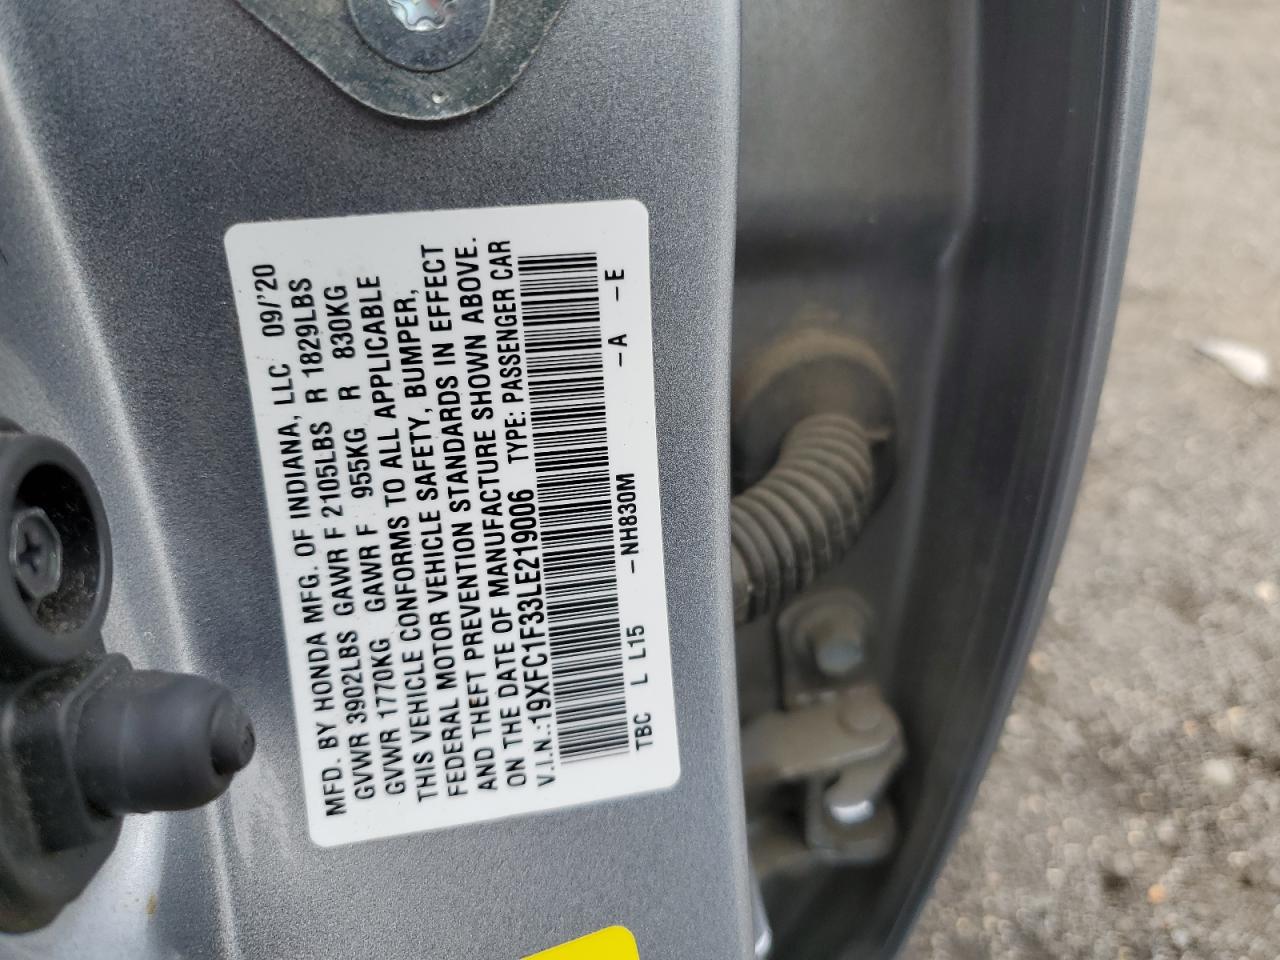 MFD. BY HONDA MFG. OF INDIANA, LLC 09/'20
GVWR 3902LBS GAWR F 2105LBS R 1829LBS
GVWR 1770KG GAWR F 955KG R 830KG
THIS VEHICLE CONFORMS TO ALL APPLICABLE
FEDERAL MOTOR VEHICLE SAFETY, BUMPER,
AND THEFT PREVENTION STANDARDS IN EFFECT
ON THE DATE OF MANUFACTURE SHOWN ABOVE.
V.I.N.:19XFC1F33LE219006 TYPE: PASSENGER CAR
TBC L L15 -NH830M -A -E